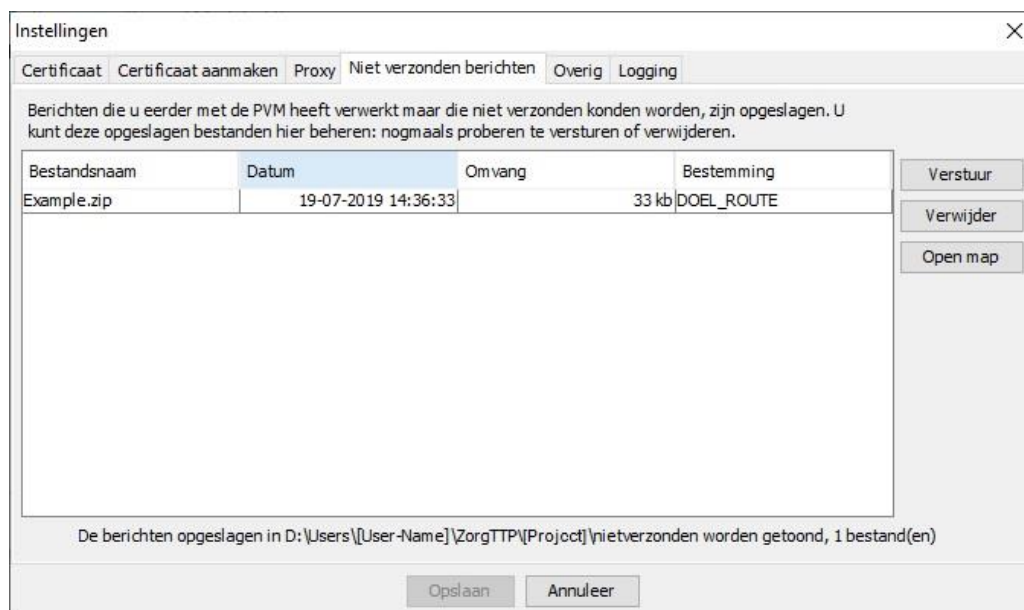 Instellingen
Certificaat Certificaat aanmaken Proxy Niet verzonden berichten Overig Logging
Berichten die u eerder met de PVM heeft verwerkt maar die niet verzonden konden worden, zijn opgeslagen. U
kunt deze opgeslagen bestanden hier beheren: nogmaals proberen te versturen of verwijderen.
Bestandsnaam Datum Omvang Bestemming
Example.zip 19-07-2019 14:36:33 33 kb DOEL_ROUTE
Verstuur
Verwijder
Open map
De berichten opgeslagen in D:\Users\[User-Name]\ZorgTTP\[Project]\nietverzonden worden getoond, 1 bestand(en)
Opslaan Annuleer